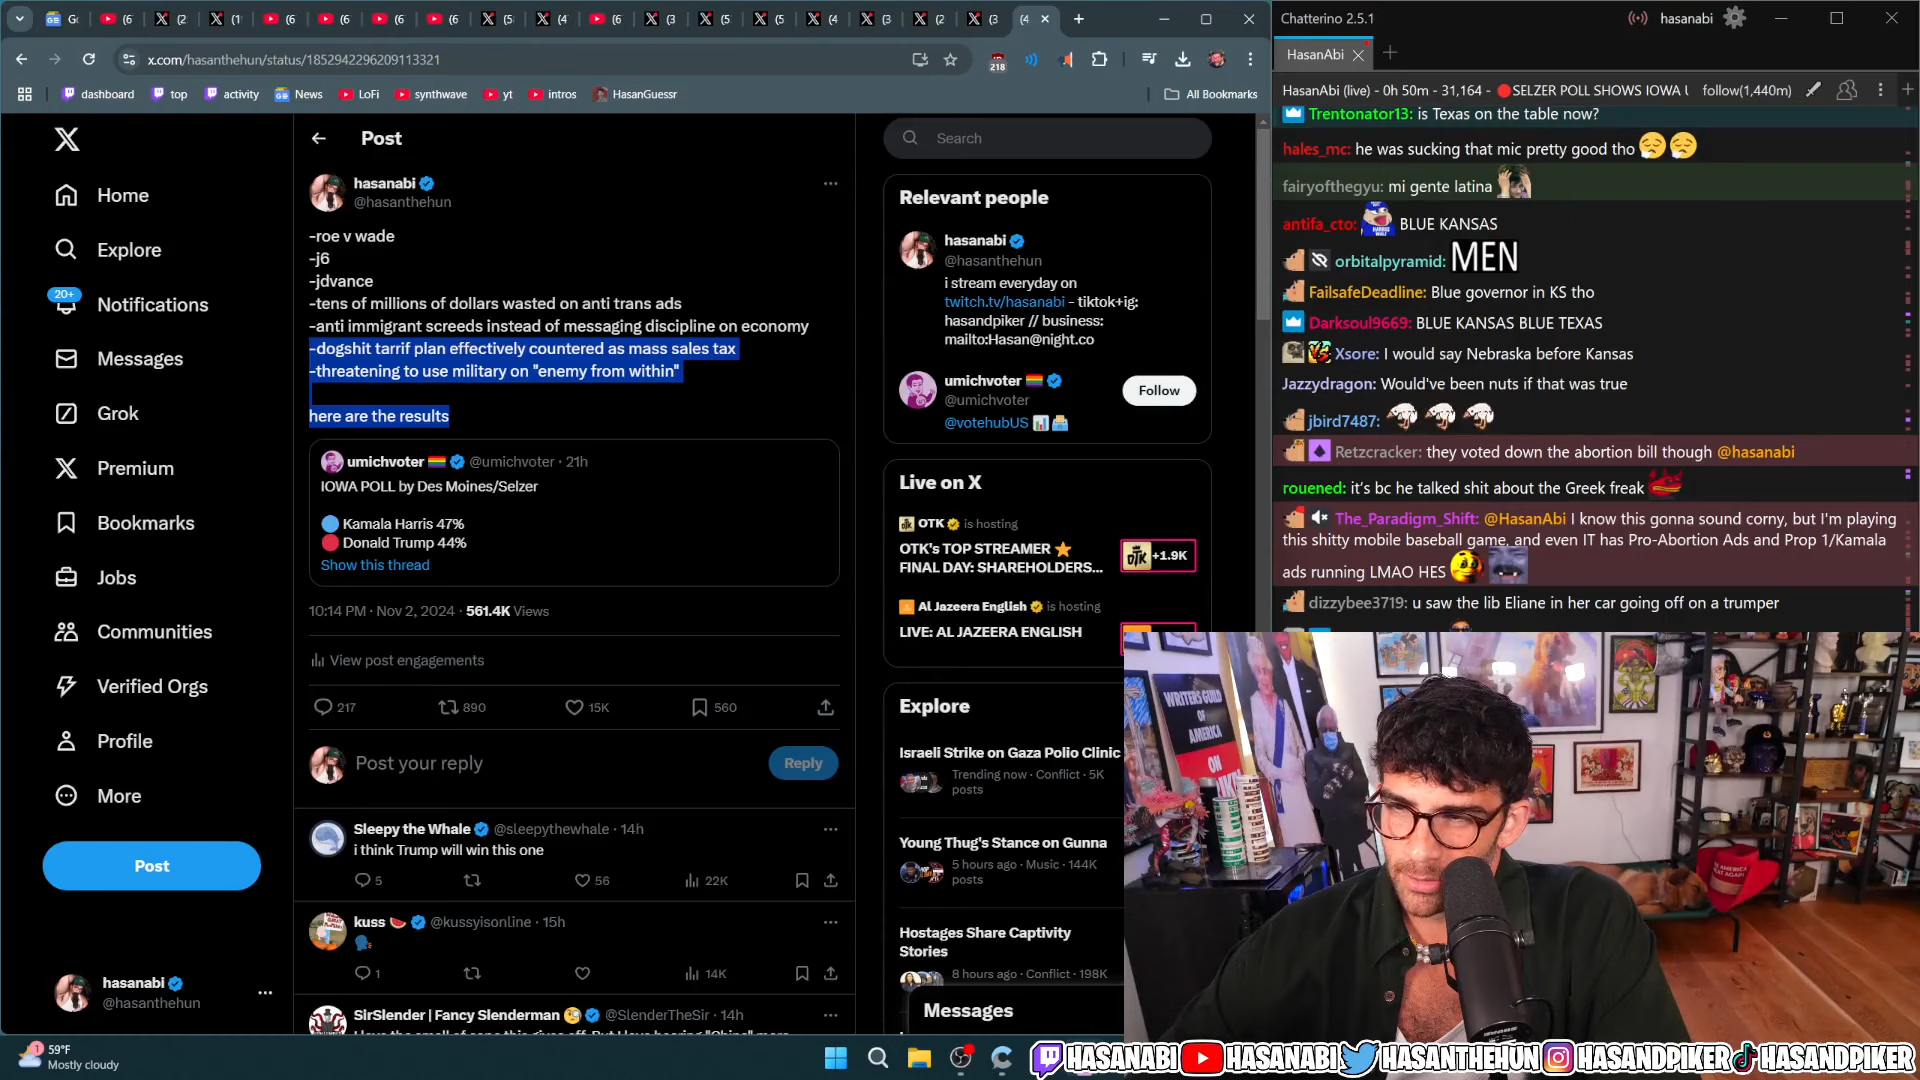 x.com/hasanthehun/status/1852942296209113321
218
dashboard
top
activity
News
LoFi
synthwave
yt
intros
HasanGuessr
All Bookmarks
Home
Explore
20+
Notifications
Messages
Grok
Premium
Bookmarks
Jobs
Communities
Verified Orgs
Profile
More
Post
hasanabi
@hasanthehun
Post
hasanabi
@hasanthehun
-roe v wade
-j6
-jdvance
-tens of millions of dollars wasted on anti trans ads
-anti immigrant screeds instead of messaging discipline on economy
-dogshit tarrif plan effectively countered as mass sales tax
-threatening to use military on "enemy from within"
here are the results
umichvoter @umichvoter · 21h
IOWA POLL by Des Moines/Selzer
Kamala Harris 47%
Donald Trump 44%
Show this thread
10:14 PM · Nov 2, 2024 · 561.4K Views
View post engagements
217 890 15K 560
Post your reply
Reply
Sleepy the Whale @sleepythewhale · 14h
i think Trump will win this one
5 56 22K
kuss @kussyisonline · 15h
1 14K
SirSlender | Fancy Slenderman @SlenderTheSir · 14h
Search
Relevant people
hasanabi
@hasanthehun
i stream everyday on
twitch.tv/hasanabi - tiktok+ig:
hasandpiker // business:
mailto:Hasan@night.co
umichvoter
@umichvoter
Follow
@votehubUS
Live on X
OTK is hosting
OTK's TOP STREAMER
FINAL DAY: SHAREHOLDERS...
+1.9K
Al Jazeera English is hosting
LIVE: AL JAZEERA ENGLISH
Explore
Israeli Strike on Gaza Polio Clinic
Trending now · Conflict · 5K
posts
Young Thug's Stance on Gunna
5 hours ago · Music · 144K
posts
Hostages Share Captivity
Stories
8 hours ago · Conflict · 198K
Messages
Chatterino 2.5.1
hasanabi
HasanAbi
HasanAbi (live) - 0h 50m - 31,164 - SELZER POLL SHOWS IOWA follow(1,440m)
Trentonator13: is Texas on the table now?
hales_mc: he was sucking that mic pretty good tho
fairyofthegyu: mi gente latina
antifa_cto: BLUE KANSAS
orbitalpyramid: MEN
FailsafeDeadline: Blue governor in KS tho
Darksoul9669: BLUE KANSAS BLUE TEXAS
Xsore: I would say Nebraska before Kansas
Jazzydragon: Would've been nuts if that was true
jbird7487:
Retzcracker: they voted down the abortion bill though @hasanabi
rouened: it's bc he talked shit about the Greek freak
The_Paradigm_Shift: @HasanAbi I know this gonna sound corny, but I'm playing
this shitty mobile baseball game, and even IT has Pro-Abortion Ads and Prop 1/Kamala
ads running LMAO HES
dizzybee3719: u saw the lib Eliane in her car going off on a trumper
WRITERS GUILD
OF
AMERICA
ON
1
59°F
Mostly cloudy
HASANABI HASANABI HASANTHEHUN HASANDPIKER HASANDPIKER